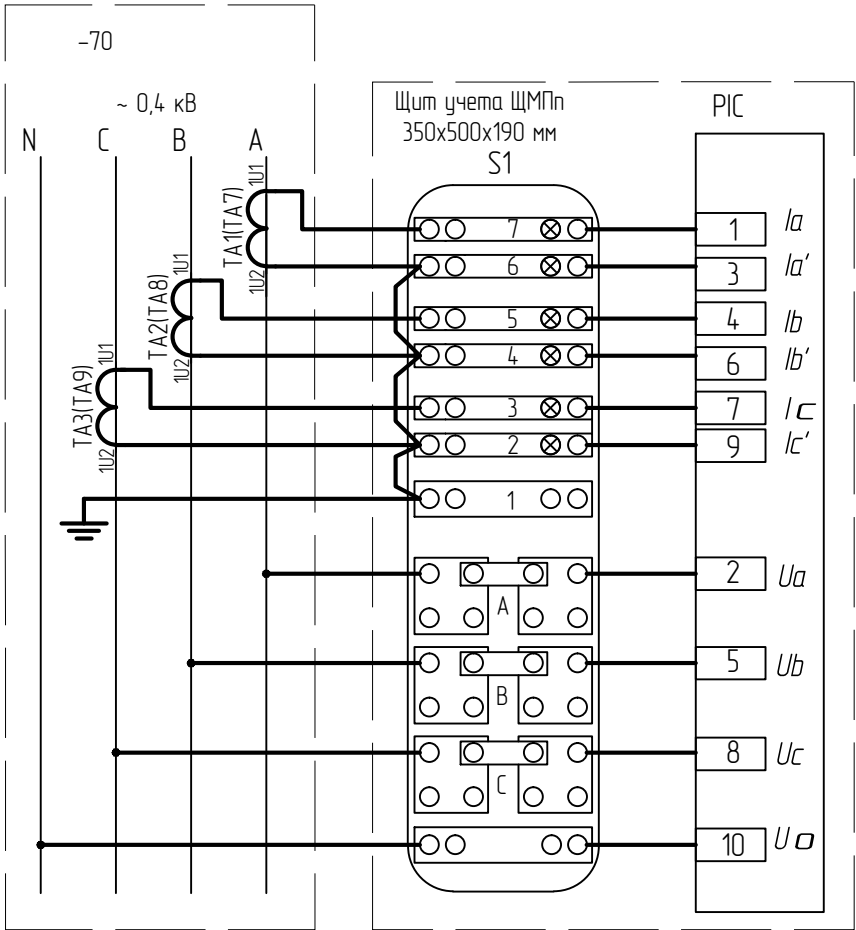 -70
~ 0,4 кВ
N C B A
Щит учета ЩМПп
350x500x190 мм
S1
PIC
1U1
TA1(TA7)
1U2
1U1
TA2(TA8)
1U2
1U1
TA3(TA9)
1U2
7
1 Ia
6
3 Ia'
5
4 Ib
4
6 Ib'
3
7 Ic
2
9 Ic'
1
2 Ua
A
5 Ub
B
8 Uc
C
10 Uo